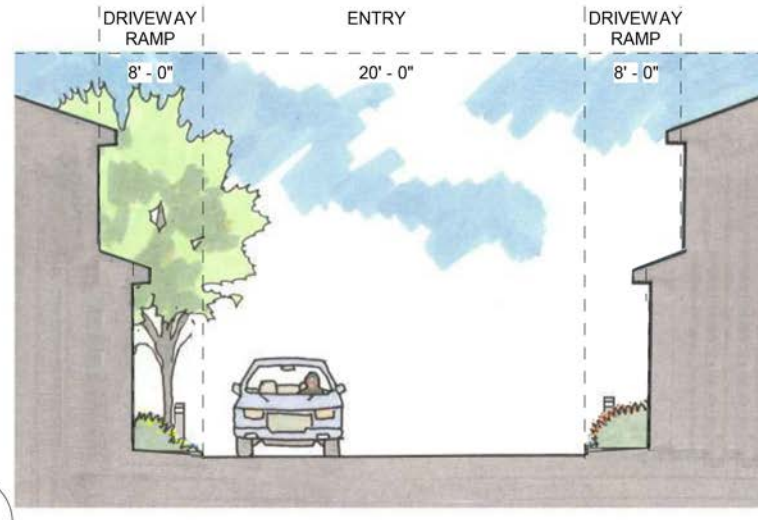 DRIVEWAY
RAMP
ENTRY
DRIVEWAY
RAMP
8' - 0"
20' - 0"
8' - 0"